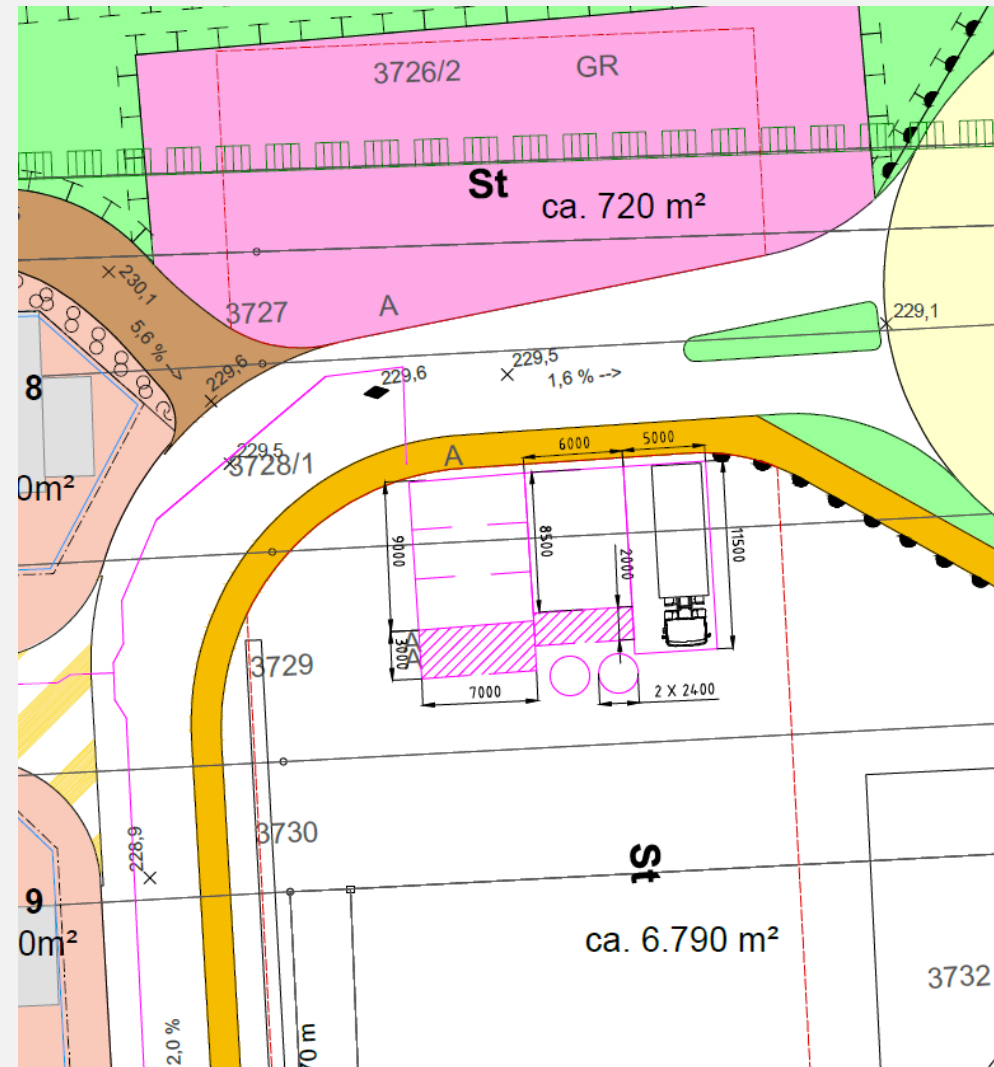 3726/2
GR
St
ca. 720 m²
230,1
3727
A
229,1
5,6 % -->
229,6
229,6
229,5
1,6 % -->
8
0m²
229,5
3728/1
A
6000
5000
9000
8500
2000
11500
A
A
3000
3729
7000
2 X 2400
3730
228,9
St
9
0m²
ca. 6.790 m²
3732
2,0 %
70 m